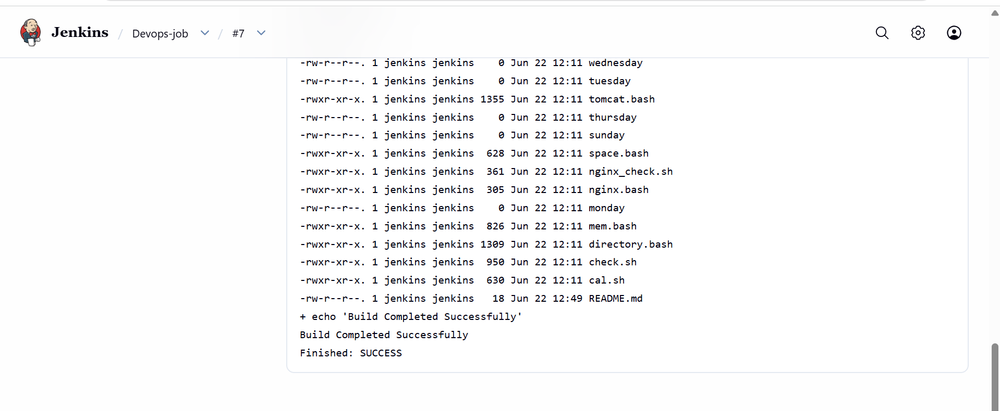 Jenkins / Devops-job / #7
-rw-r--r--. 1 jenkins jenkins    0 Jun 22 12:11 wednesday
-rw-r--r--. 1 jenkins jenkins    0 Jun 22 12:11 tuesday
-rwxr-xr-x. 1 jenkins jenkins 1355 Jun 22 12:11 tomcat.bash
-rw-r--r--. 1 jenkins jenkins    0 Jun 22 12:11 thursday
-rw-r--r--. 1 jenkins jenkins    0 Jun 22 12:11 sunday
-rwxr-xr-x. 1 jenkins jenkins  628 Jun 22 12:11 space.bash
-rwxr-xr-x. 1 jenkins jenkins  361 Jun 22 12:11 nginx_check.sh
-rwxr-xr-x. 1 jenkins jenkins  305 Jun 22 12:11 nginx.bash
-rw-r--r--. 1 jenkins jenkins    0 Jun 22 12:11 monday
-rwxr-xr-x. 1 jenkins jenkins  826 Jun 22 12:11 mem.bash
-rwxr-xr-x. 1 jenkins jenkins 1309 Jun 22 12:11 directory.bash
-rwxr-xr-x. 1 jenkins jenkins  950 Jun 22 12:11 check.sh
-rwxr-xr-x. 1 jenkins jenkins  630 Jun 22 12:11 cal.sh
-rw-r--r--. 1 jenkins jenkins   18 Jun 22 12:49 README.md
+ echo 'Build Completed Successfully'
Build Completed Successfully
Finished: SUCCESS